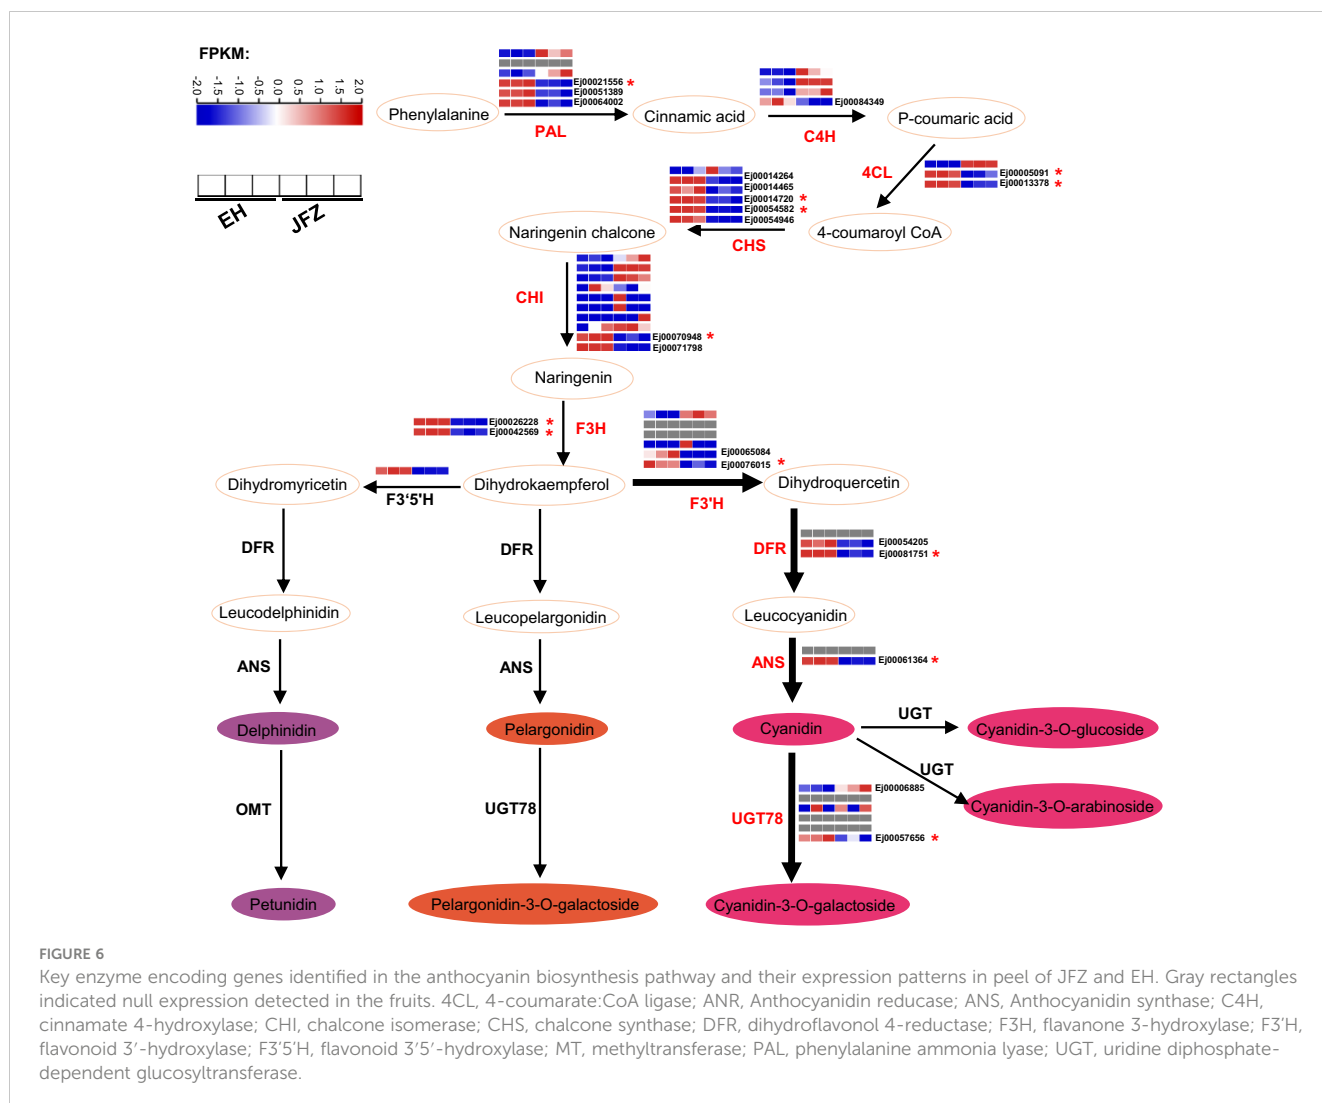 FPKM:
-2.0
-1.5
-1.0
-0.5
0.0
0.5
1.0
1.5
2.0
EH
JFZ
Phenylalanine
PAL
Ej00021556 *
Ej00051389
Ej00064002
Cinnamic acid
C4H
Ej00084349
P-coumaric acid
4CL
Ej00005091 *
Ej00013378 *
4-coumaroyl CoA
CHS
Ej00014264
Ej00014465
Ej00014720 *
Ej00054582 *
Ej00054946
Naringenin chalcone
CHI
Ej00070948 *
Ej00071798
Naringenin
F3H
Ej00026228 *
Ej00042569 *
Dihydrokaempferol
F3‘5'H
Dihydromyricetin
F3'H
Ej00065084
Ej00076015 *
Dihydroquercetin
DFR
DFR
DFR
Ej00054205
Ej00081751 *
Leucodelphinidin
Leucopelargonidin
Leucocyanidin
ANS
ANS
ANS
Ej00061364 *
Delphinidin
Pelargonidin
Cyanidin
UGT
Cyanidin-3-O-glucoside
UGT
Cyanidin-3-O-arabinoside
OMT
UGT78
UGT78
Ej00006885
Ej00057656 *
Petunidin
Pelargonidin-3-O-galactoside
Cyanidin-3-O-galactoside
FIGURE 6
Key enzyme encoding genes identified in the anthocyanin biosynthesis pathway and their expression patterns in peel of JFZ and EH. Gray rectangles
indicated null expression detected in the fruits. 4CL, 4-coumarate:CoA ligase; ANR, Anthocyanidin reducase; ANS, Anthocyanidin synthase; C4H,
cinnamate 4-hydroxylase; CHI, chalcone isomerase; CHS, chalcone synthase; DFR, dihydroflavonol 4-reductase; F3H, flavanone 3-hydroxylase; F3′H,
flavonoid 3′-hydroxylase; F3′5′H, flavonoid 3′5′-hydroxylase; MT, methyltransferase; PAL, phenylalanine ammonia lyase; UGT, uridine diphosphate-
dependent glucosyltransferase.